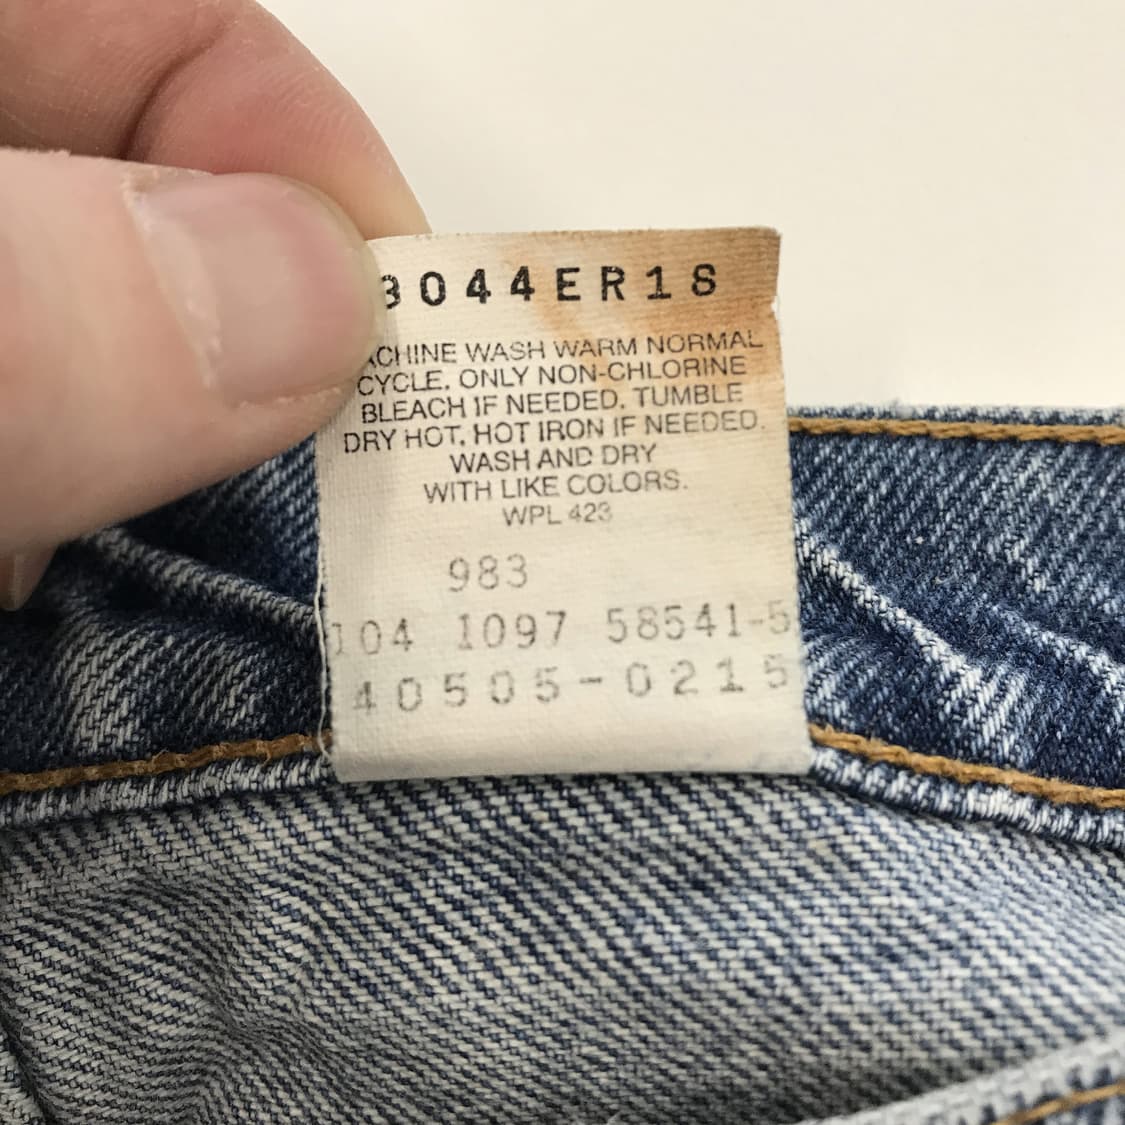 3044ER18
ACHINE WASH WARM NORMAL
CYCLE, ONLY NON-CHLORINE
BLEACH IF NEEDED, TUMBLE
DRY HOT, HOT IRON IF NEEDED.
WASH AND DRY
WITH LIKE COLORS.
WPL 423
983
104 1097 58541-5
40505-0215